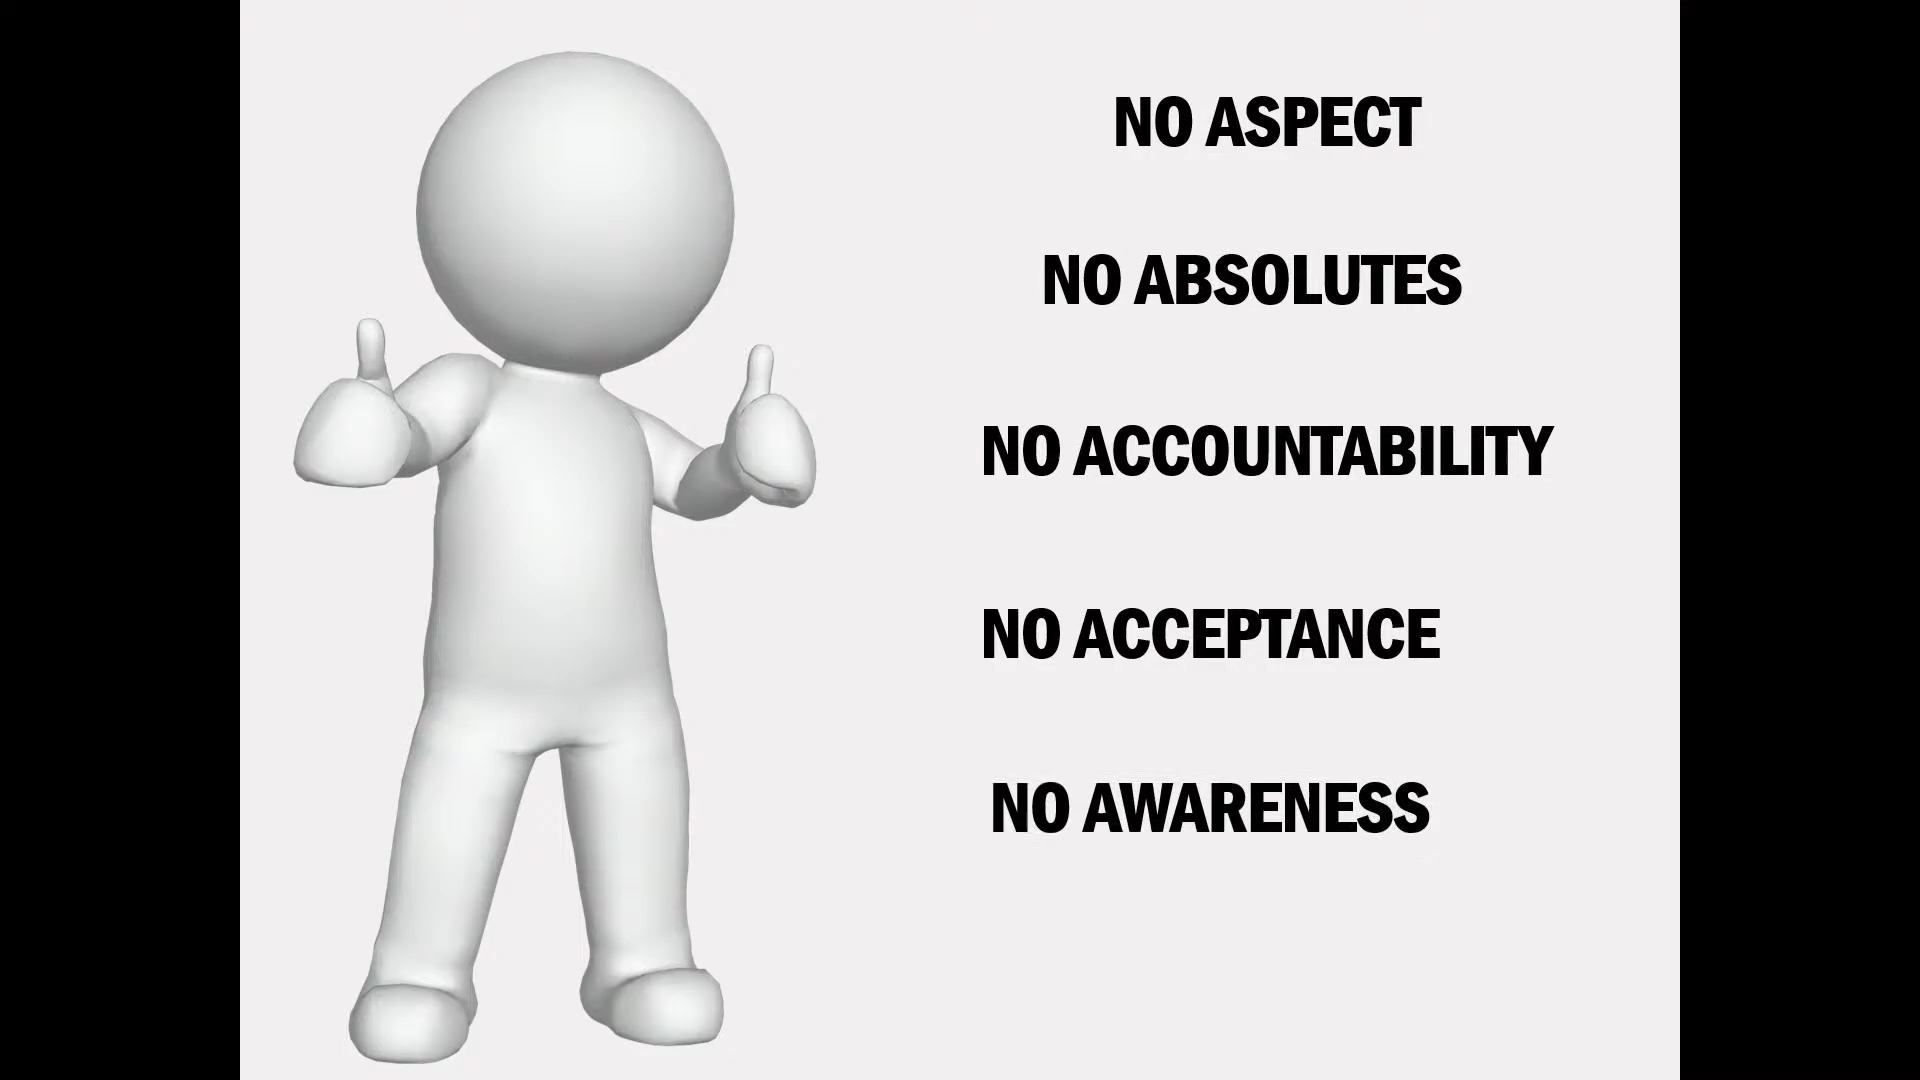 NO ASPECT
NO ABSOLUTES
NO ACCOUNTABILITY
NO ACCEPTANCE
NO AWARENESS